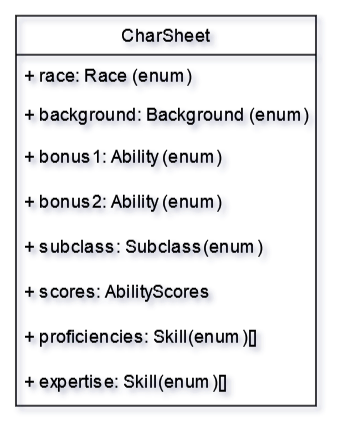 CharSheet
+ race: Race (enum)
+ background: Background (enum)
+ bonus1: Ability (enum)
+ bonus2: Ability (enum)
+ subclass: Subclass(enum)
+ scores: AbilityScores
+ proficiencies: Skill(enum)[]
+ expertise: Skill(enum)[]